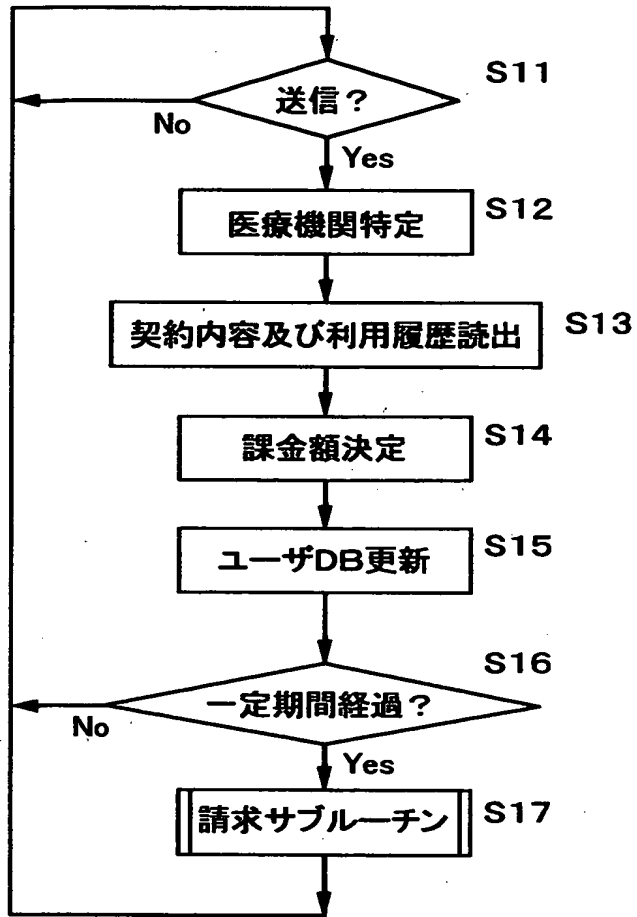 S11
送信?
No
Yes
S12
医療機関特定
S13
契約内容及び利用履歴読出
S14
課金額決定
S15
ユーザDB更新
S16
一定期間経過?
No
Yes
S17
請求サブルーチン